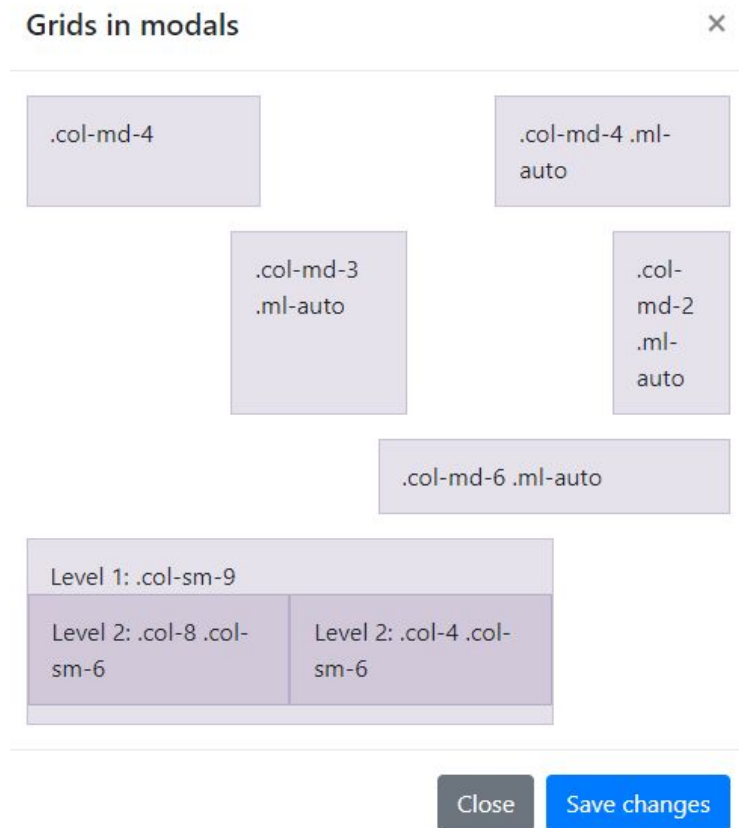 Grids in modals ×
.col-md-4
.col-md-4 .ml-
auto
.col-md-3
.ml-auto
.col-
md-2
.ml-
auto
.col-md-6 .ml-auto
Level 1: .col-sm-9
Level 2: .col-8 .col-
sm-6
Level 2: .col-4 .col-
sm-6
Close
Save changes